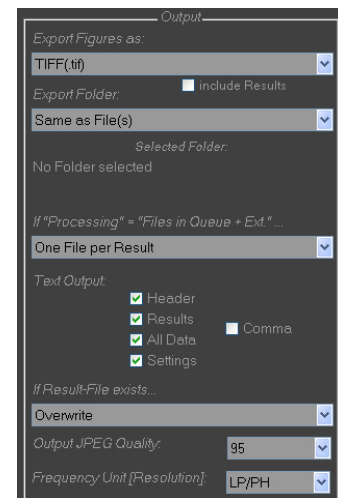 Output
Export Figures as:
TIFF(.tif)
include Results
Export Folder:
Same as File(s)
Selected Folder:
No Folder selected
If "Processing" = "Files in Queue + Ext." ...
One File per Result
Text Output:
Header
Results
Comma
All Data
Settings
If Result-File exists...
Overwrite
Output JPEG Quality:
95
Frequency Unit [Resolution]:
LP/PH